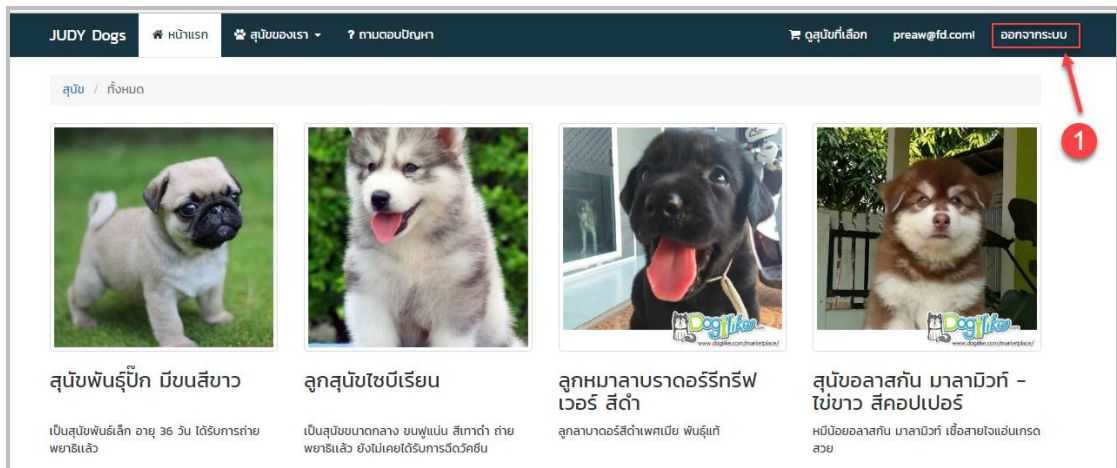 JUDY Dogs หน้าแรก สุนัขของเรา ? ถามตอบปัญหา ดูสุนัขที่เลือก preaw@fd.com! ออกจากระบบ
สุนัข / ทั้งหมด
1
Dogilike.com
www.dogilike.com/marketplace/
Dogilike.com
www.dogilike.com/marketplace/
สุนัขพันธุ์ปั๊ก มีขนสีขาว
ลูกสุนัขไซบีเรียน
ลูกหมาลาบราดอร์รีทรีฟ
เวอร์ สีดำ
สุนัขอลาสกัน มาลามิวท์ -
ไข่ขาว สีคอปเปอร์
เป็นสุนัขพันธ์เล็ก อายุ 36 วัน ได้รับการถ่าย
พยาธิแล้ว
เป็นสุนัขขนาดกลาง ขนฟูแน่น สีเทาดำ ถ่าย
พยาธิแล้ว ยังไม่เคยได้รับการฉีดวัคซีน
ลูกลาบาดอร์สีดำเพศเมีย พันธุ์แท้
หมีน้อยอลาสกัน มาลามิวท์ เชื้อสายไจแอ่นเกรด
สวย